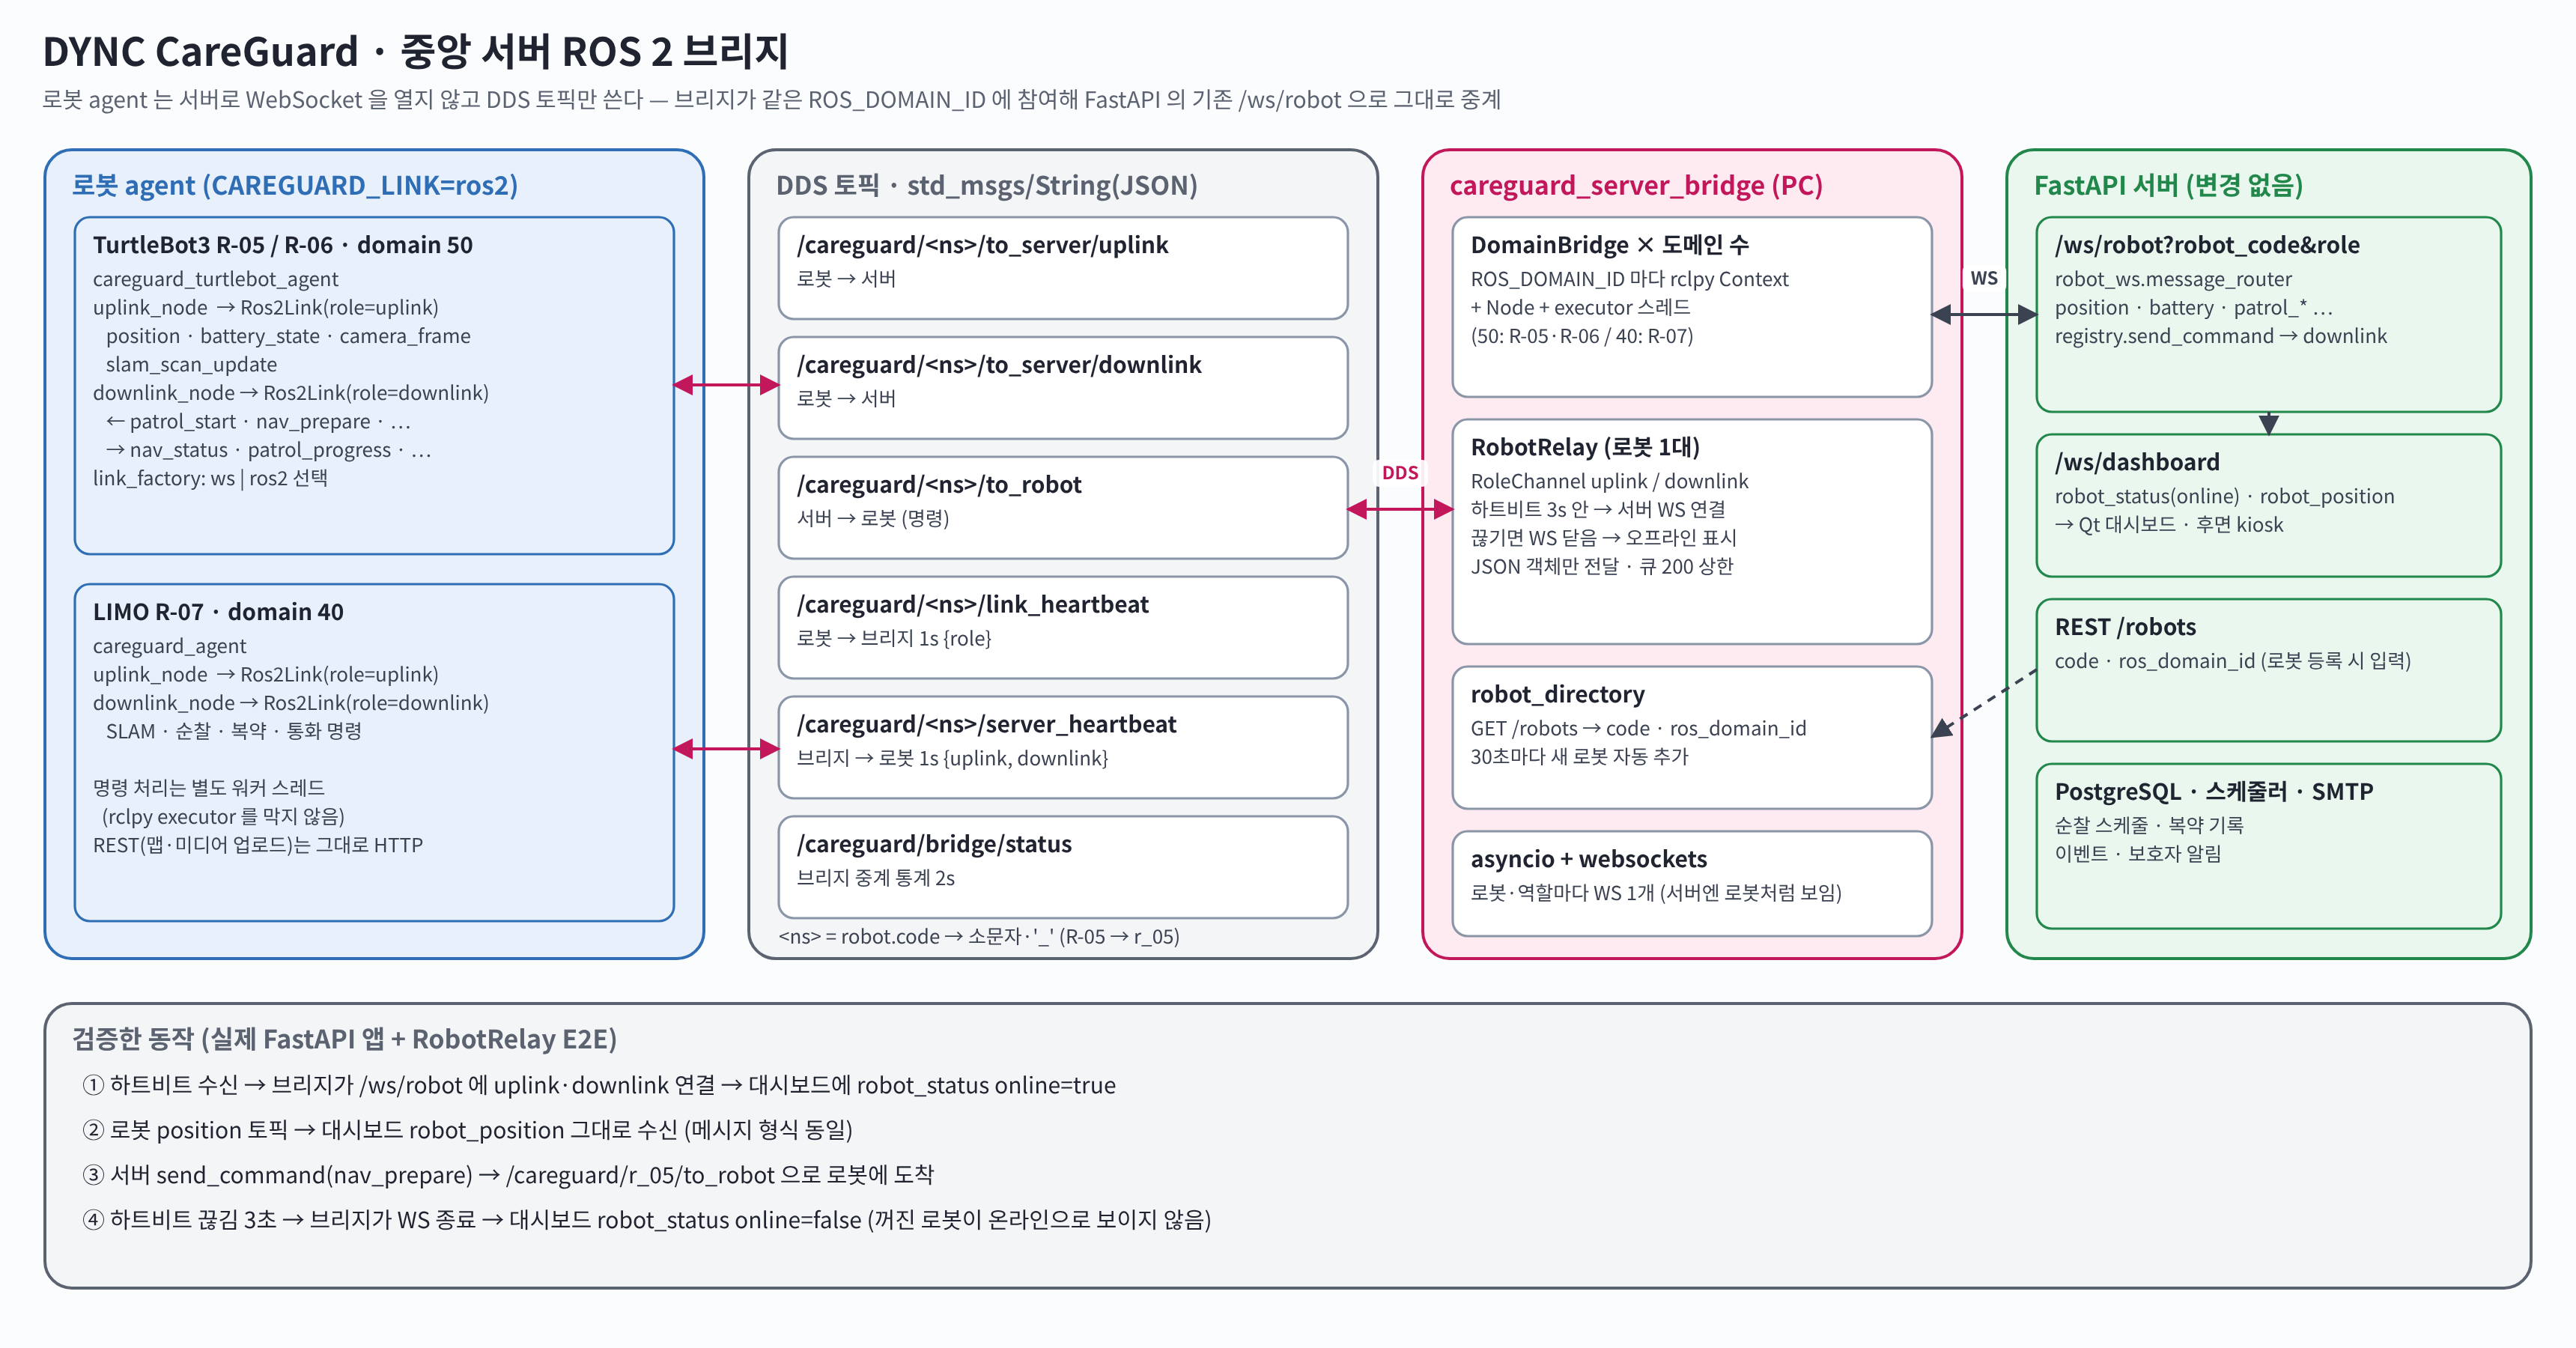 DYNC CareGuard · 중앙 서버 ROS 2 브리지
로봇 agent 는 서버로 WebSocket 을 열지 않고 DDS 토픽만 쓴다 — 브리지가 같은 ROS_DOMAIN_ID 에 참여해 FastAPI 의 기존 /ws/robot 으로 그대로 중계
로봇 agent (CAREGUARD_LINK=ros2)
TurtleBot3 R-05 / R-06 · domain 50
careguard_turtlebot_agent
uplink_node → Ros2Link(role=uplink)
position · battery_state · camera_frame
slam_scan_update
downlink_node → Ros2Link(role=downlink)
← patrol_start · nav_prepare · …
→ nav_status · patrol_progress · …
link_factory: ws | ros2 선택
LIMO R-07 · domain 40
careguard_agent
uplink_node → Ros2Link(role=uplink)
downlink_node → Ros2Link(role=downlink)
SLAM · 순찰 · 복약 · 통화 명령
명령 처리는 별도 워커 스레드
(rclpy executor 를 막지 않음)
REST(맵·미디어 업로드)는 그대로 HTTP
DDS 토픽 · std_msgs/String(JSON)
/careguard/<ns>/to_server/uplink
로봇 → 서버
/careguard/<ns>/to_server/downlink
로봇 → 서버
/careguard/<ns>/to_robot
서버 → 로봇 (명령)
/careguard/<ns>/link_heartbeat
로봇 → 브리지 1s {role}
/careguard/<ns>/server_heartbeat
브리지 → 로봇 1s {uplink, downlink}
/careguard/bridge/status
브리지 중계 통계 2s
<ns> = robot.code → 소문자·'_' (R-05 → r_05)
DDS
careguard_server_bridge (PC)
DomainBridge × 도메인 수
ROS_DOMAIN_ID 마다 rclpy Context
+ Node + executor 스레드
(50: R-05·R-06 / 40: R-07)
RobotRelay (로봇 1대)
RoleChannel uplink / downlink
하트비트 3s 안 → 서버 WS 연결
끊기면 WS 닫음 → 오프라인 표시
JSON 객체만 전달 · 큐 200 상한
robot_directory
GET /robots → code · ros_domain_id
30초마다 새 로봇 자동 추가
asyncio + websockets
로봇·역할마다 WS 1개 (서버엔 로봇처럼 보임)
WS
FastAPI 서버 (변경 없음)
/ws/robot?robot_code&role
robot_ws.message_router
position · battery · patrol_* …
registry.send_command → downlink
/ws/dashboard
robot_status(online) · robot_position
→ Qt 대시보드 · 후면 kiosk
REST /robots
code · ros_domain_id (로봇 등록 시 입력)
PostgreSQL · 스케줄러 · SMTP
순찰 스케줄 · 복약 기록
이벤트 · 보호자 알림
검증한 동작 (실제 FastAPI 앱 + RobotRelay E2E)
① 하트비트 수신 → 브리지가 /ws/robot 에 uplink·downlink 연결 → 대시보드에 robot_status online=true
② 로봇 position 토픽 → 대시보드 robot_position 그대로 수신 (메시지 형식 동일)
③ 서버 send_command(nav_prepare) → /careguard/r_05/to_robot 으로 로봇에 도착
④ 하트비트 끊김 3초 → 브리지가 WS 종료 → 대시보드 robot_status online=false (꺼진 로봇이 온라인으로 보이지 않음)